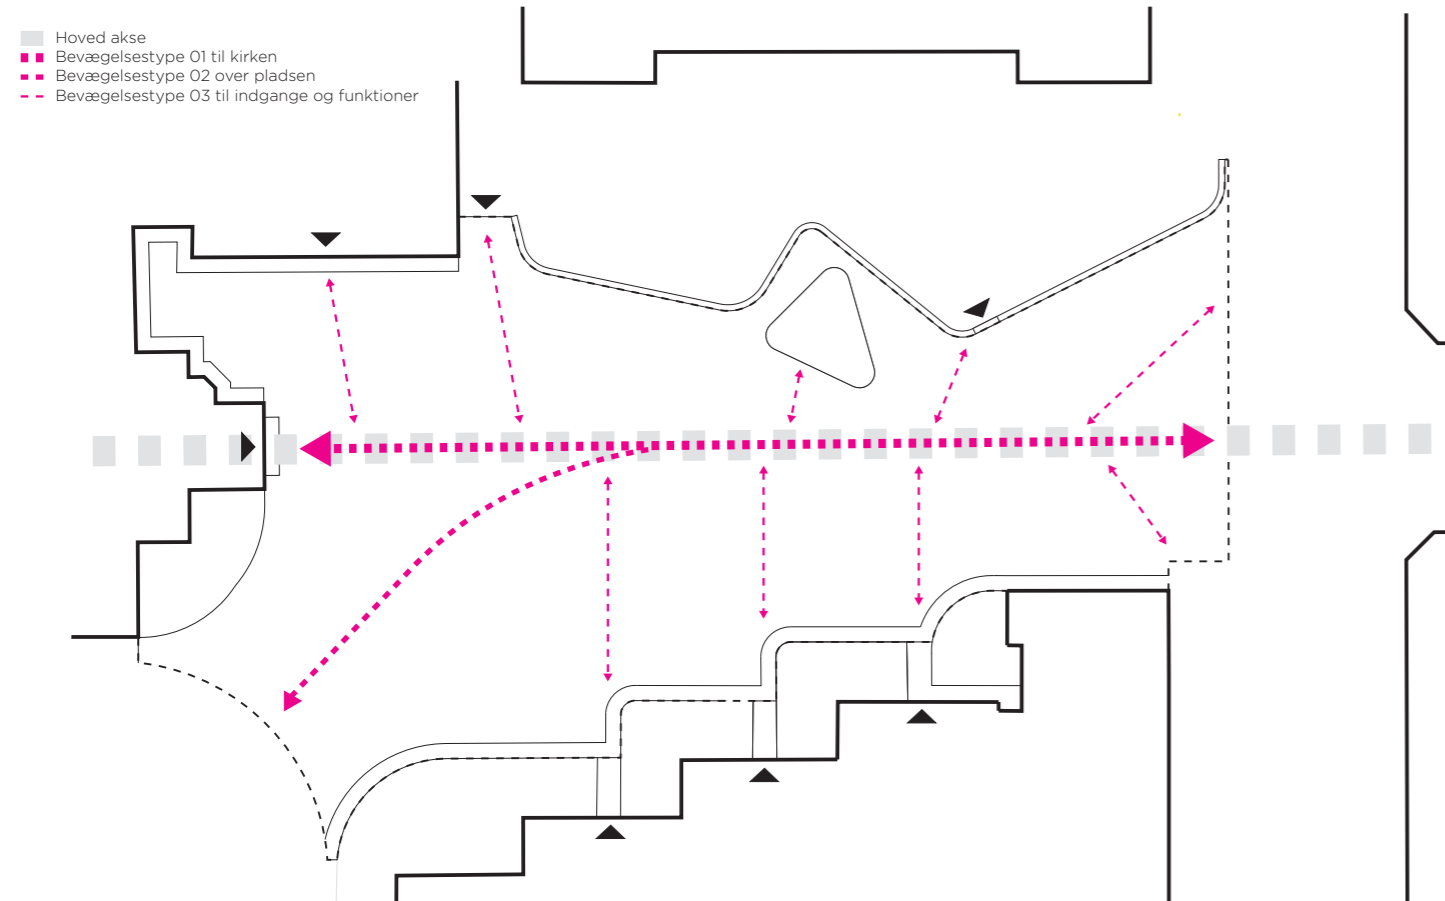 Hoved akse
Bevægelsestype 01 til kirken
Bevægelsestype 02 over pladsen
Bevægelsestype 03 til indgange og funktioner